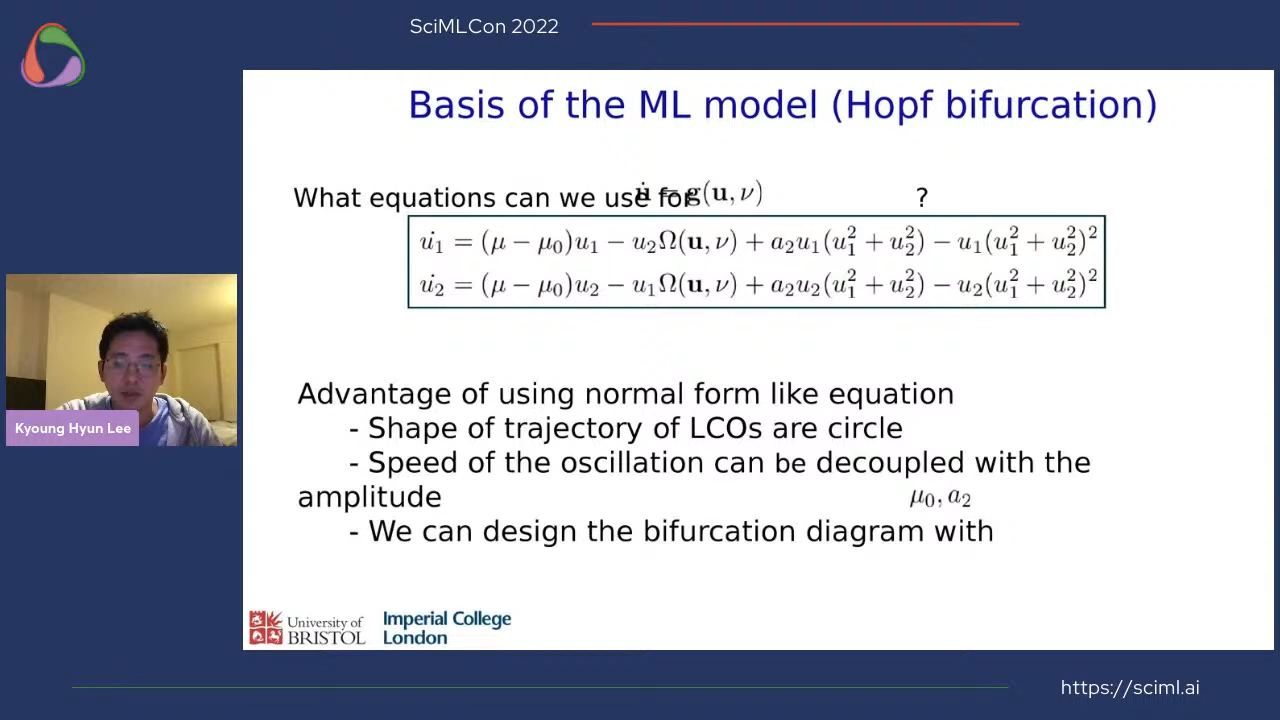 SciMLCon 2022
Basis of the ML model (Hopf bifurcation)
What equations can we use for u̇ = g(u, ν) ?
u̇₁ = (μ − μ₀)u₁ − u₂Ω(u, ν) + a₂u₁(u₁² + u₂²) − u₁(u₁² + u₂²)²
u̇₂ = (μ − μ₀)u₂ − u₁Ω(u, ν) + a₂u₂(u₁² + u₂²) − u₂(u₁² + u₂²)²
Advantage of using normal form like equation
- Shape of trajectory of LCOs are circle
- Speed of the oscillation can be decoupled with the
amplitude
μ₀, a₂
- We can design the bifurcation diagram with
Kyoung Hyun Lee
University of
BRISTOL
Imperial College
London
https://sciml.ai